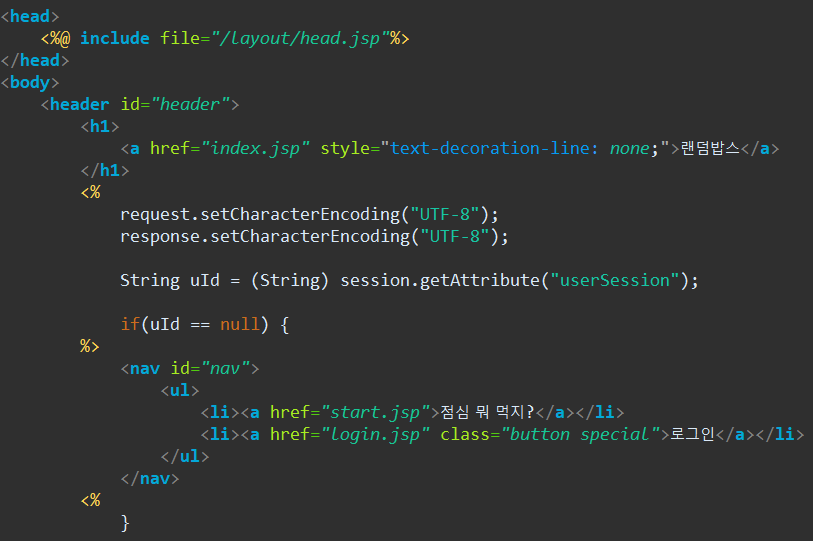 <head>
    <%@ include file="/layout/head.jsp"%>
</head>
<body>
    <header id="header">
        <h1>
            <a href="index.jsp" style="text-decoration-line: none;">랜덤밥스</a>
        </h1>
        <%
            request.setCharacterEncoding("UTF-8");
            response.setCharacterEncoding("UTF-8");
            String uId = (String) session.getAttribute("userSession");
            if(uId == null) {
        %>
            <nav id="nav">
                <ul>
                    <li><a href="start.jsp">점심 뭐 먹지?</a></li>
                    <li><a href="login.jsp" class="button special">로그인</a></li>
                </ul>
            </nav>
        <%
            }